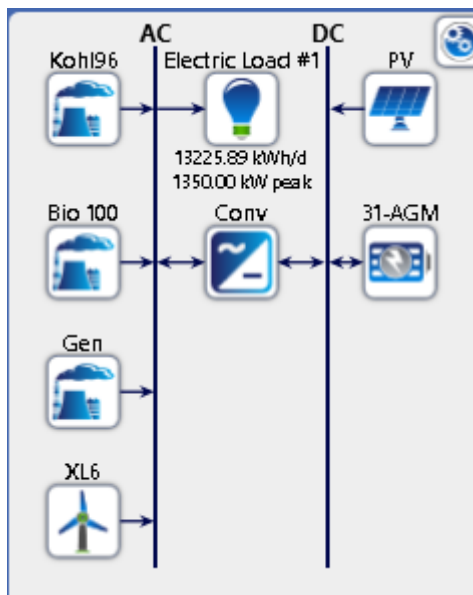 AC DC
Kohl96 Electric Load #1 PV
13225.89 kWh/d
1350.00 kW peak
Bio 100 Conv 31-AGM
Gen
XL6